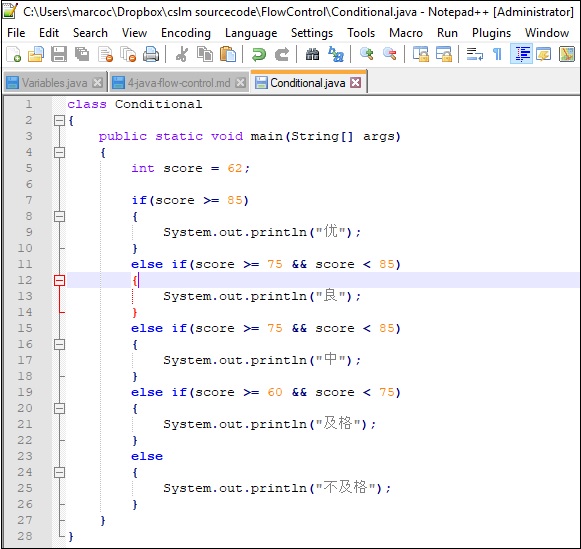 C:\Users\marcoc\Dropbox\cslm sourcecode\FlowControl\Conditional.java - Notepad++ [Administrator]
File Edit Search View Encoding Language Settings Tools Macro Run Plugins Window
Variables.java 4-java-flow-control.md Conditional.java
1 class Conditional
2 {
3 public static void main(String[] args)
4 {
5 int score = 62;
6
7 if(score >= 85)
8 {
9 System.out.println("优");
10 }
11 else if(score >= 75 && score < 85)
12 {
13 System.out.println("良");
14 }
15 else if(score >= 75 && score < 85)
16 {
17 System.out.println("中");
18 }
19 else if(score >= 60 && score < 75)
20 {
21 System.out.println("及格");
22 }
23 else
24 {
25 System.out.println("不及格");
26 }
27 }
28 }